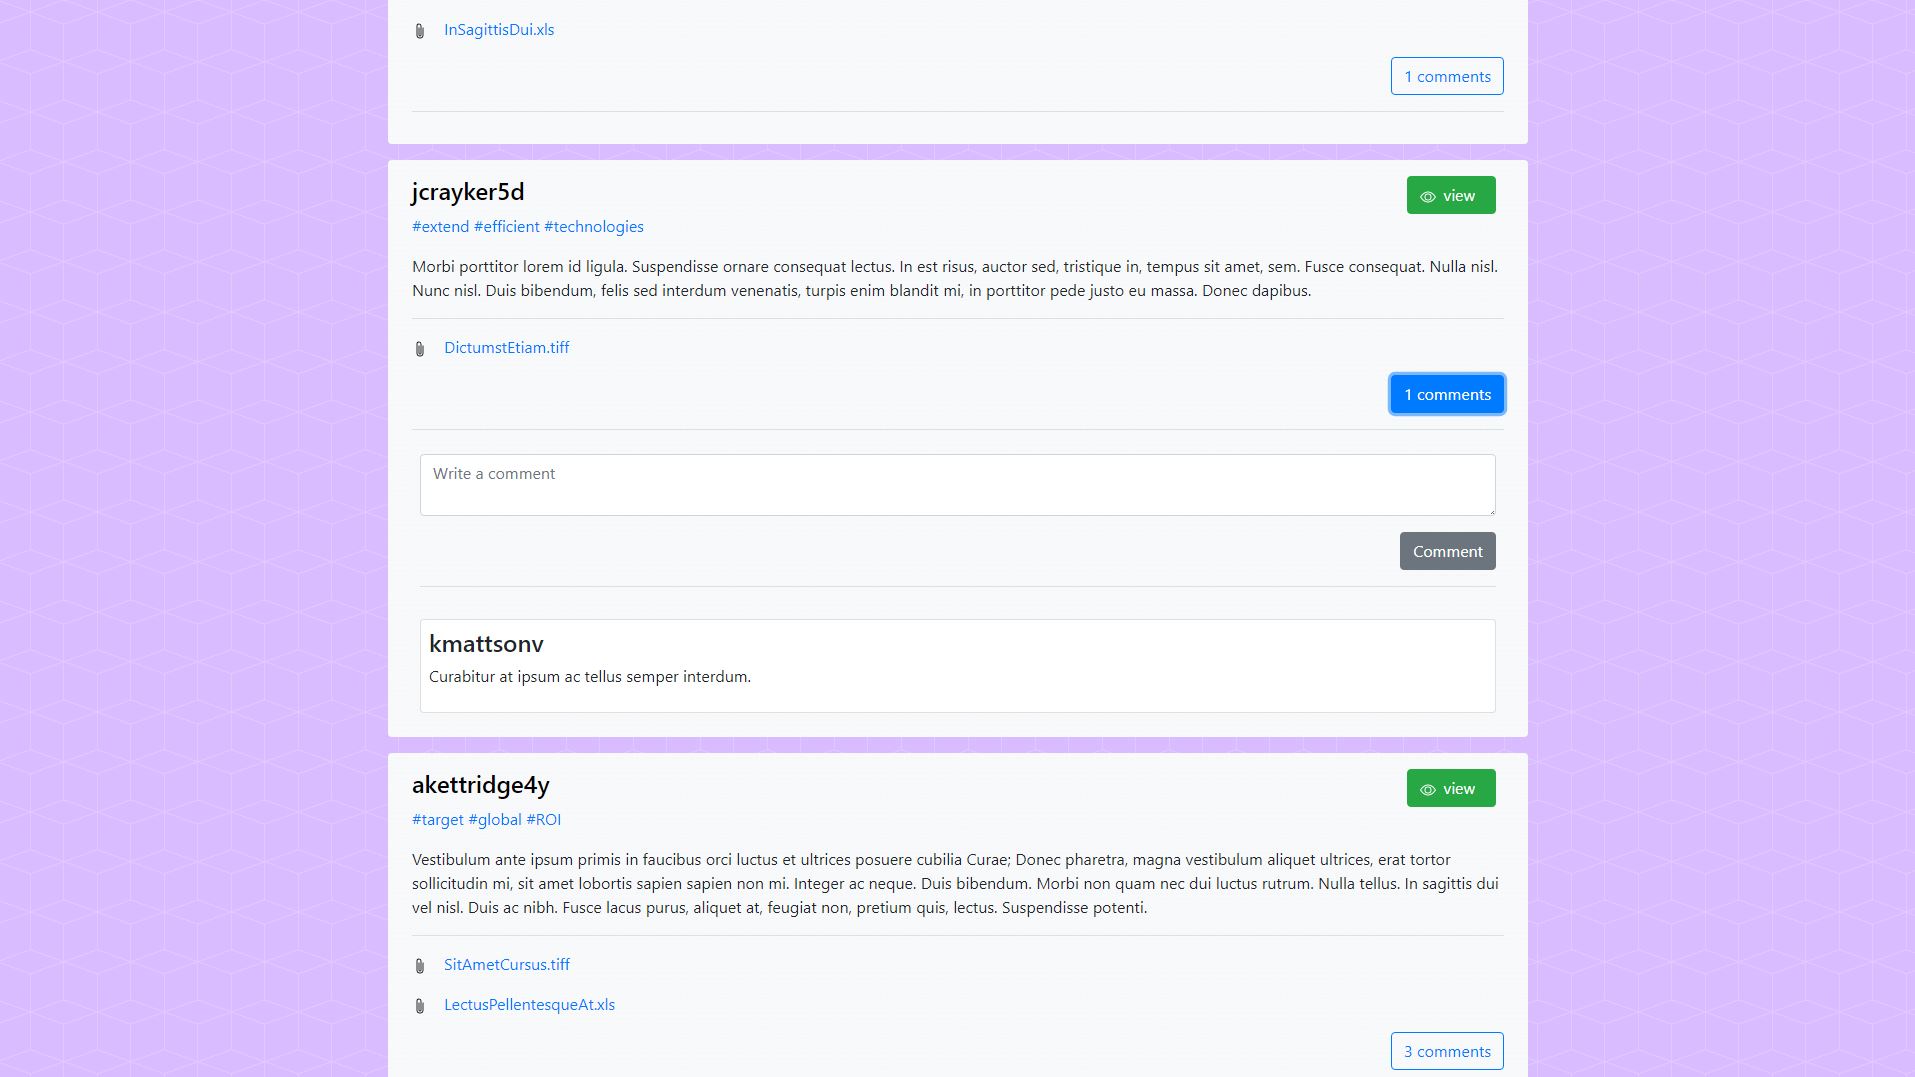 InSagittisDui.xls
1 comments
jcrayker5d
view
#extend #efficient #technologies
Morbi porttitor lorem id ligula. Suspendisse ornare consequat lectus. In est risus, auctor sed, tristique in, tempus sit amet, sem. Fusce consequat. Nulla nisl.
Nunc nisl. Duis bibendum, felis sed interdum venenatis, turpis enim blandit mi, in porttitor pede justo eu massa. Donec dapibus.
DictumstEtiam.tiff
1 comments
Write a comment
Comment
kmattsonv
Curabitur at ipsum ac tellus semper interdum.
akettridge4y
view
#target #global #ROI
Vestibulum ante ipsum primis in faucibus orci luctus et ultrices posuere cubilia Curae; Donec pharetra, magna vestibulum aliquet ultrices, erat tortor
sollicitudin mi, sit amet lobortis sapien sapien non mi. Integer ac neque. Duis bibendum. Morbi non quam nec dui luctus rutrum. Nulla tellus. In sagittis dui
vel nisl. Duis ac nibh. Fusce lacus purus, aliquet at, feugiat non, pretium quis, lectus. Suspendisse potenti.
SitAmetCursus.tiff
LectusPellentesqueAt.xls
3 comments